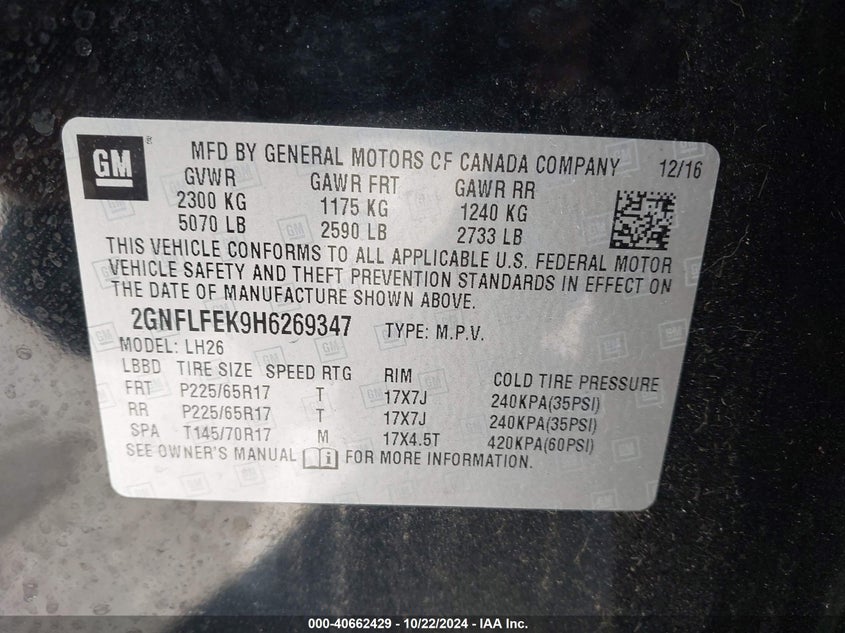 GM
MFD BY GENERAL MOTORS OF CANADA COMPANY 12/16
GVWR GAWR FRT GAWR RR
2300 KG 1175 KG 1240 KG
5070 LB 2590 LB 2733 LB
THIS VEHICLE CONFORMS TO ALL APPLICABLE U.S. FEDERAL MOTOR
VEHICLE SAFETY AND THEFT PREVENTION STANDARDS IN EFFECT ON
THE DATE OF MANUFACTURE SHOWN ABOVE.
2GNFLFEK9H6269347 TYPE: M.P.V.
MODEL: LH26
LBBD TIRE SIZE SPEED RTG RIM COLD TIRE PRESSURE
FRT P225/65R17 T 17X7J 240KPA(35PSI)
RR P225/65R17 T 17X7J 240KPA(35PSI)
SPA T145/70R17 M 17X4.5T 420KPA(60PSI)
SEE OWNER'S MANUAL FOR MORE INFORMATION.
000-40662429 - 10/22/2024 - IAA Inc.